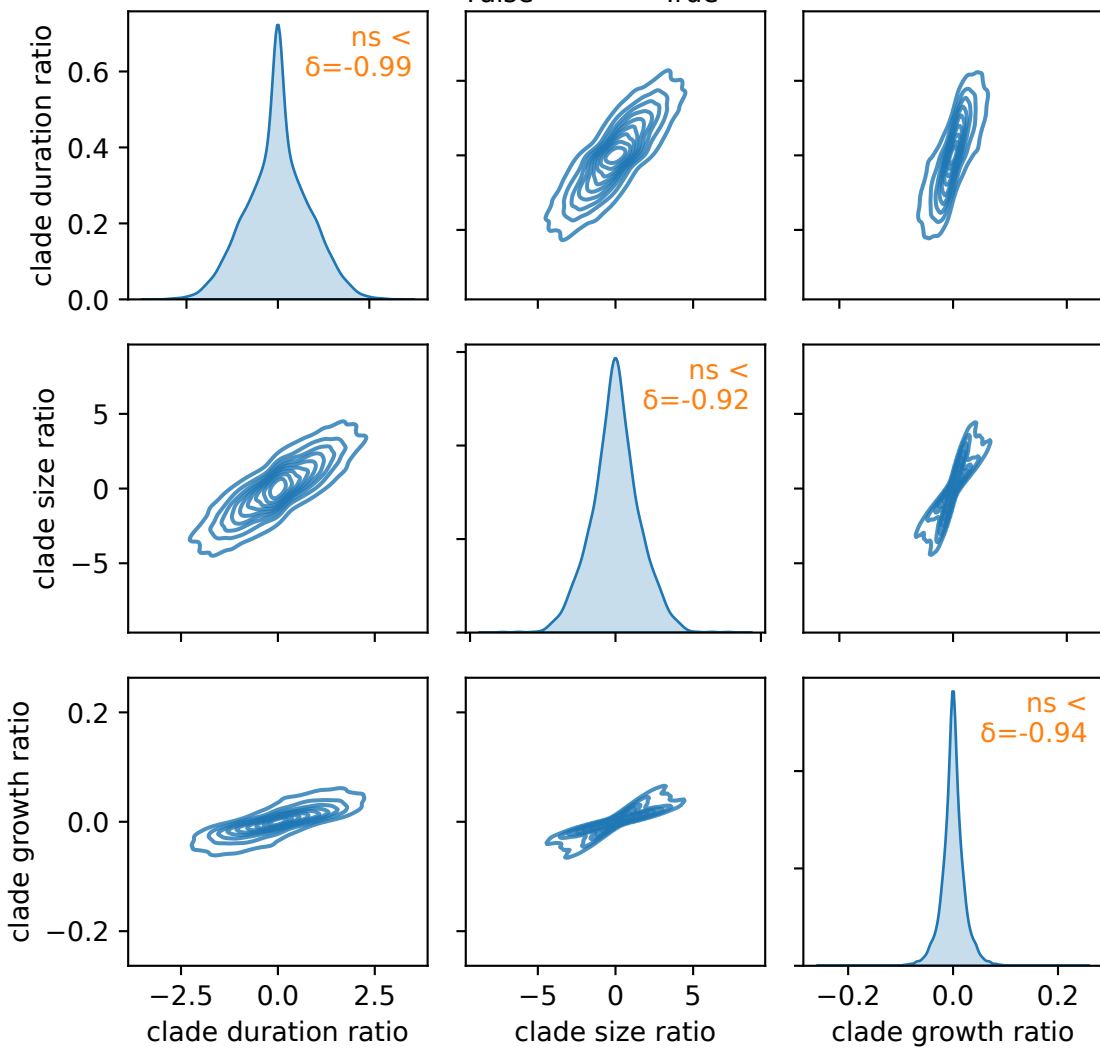 clade duration ratio
0.6
0.4
0.2
0.0
ns <
δ=-0.99
clade size ratio
5
0
−5
ns <
δ=-0.92
clade growth ratio
0.2
0.0
−0.2
ns <
δ=-0.94
−2.5 0.0 2.5
−5 0 5
−0.2 0.0 0.2
clade duration ratio
clade size ratio
clade growth ratio